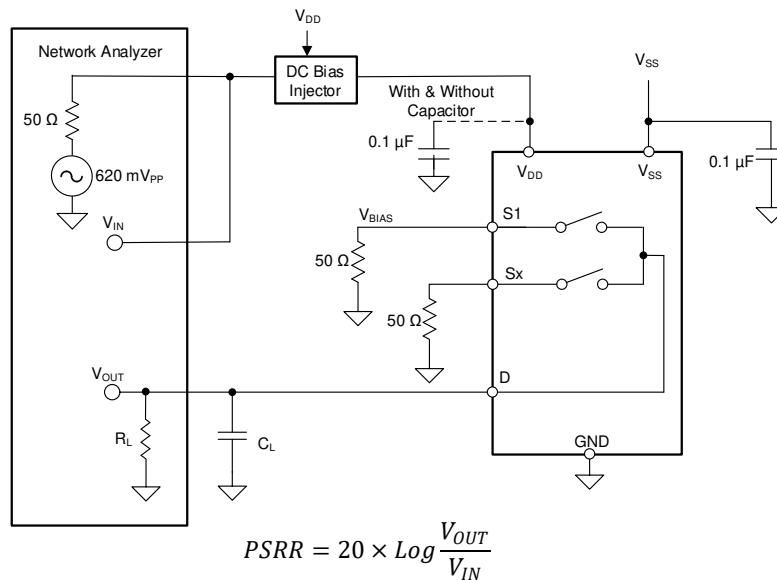 V_DD
Network Analyzer
DC Bias
Injector
V_SS
With & Without
Capacitor
50 Ω
0.1 µF
0.1 µF
620 mV_PP
V_DD
V_SS
V_IN
V_BIAS
S1
50 Ω
Sx
50 Ω
V_OUT
D
R_L
C_L
GND
PSRR = 20 × Log V_OUT / V_IN